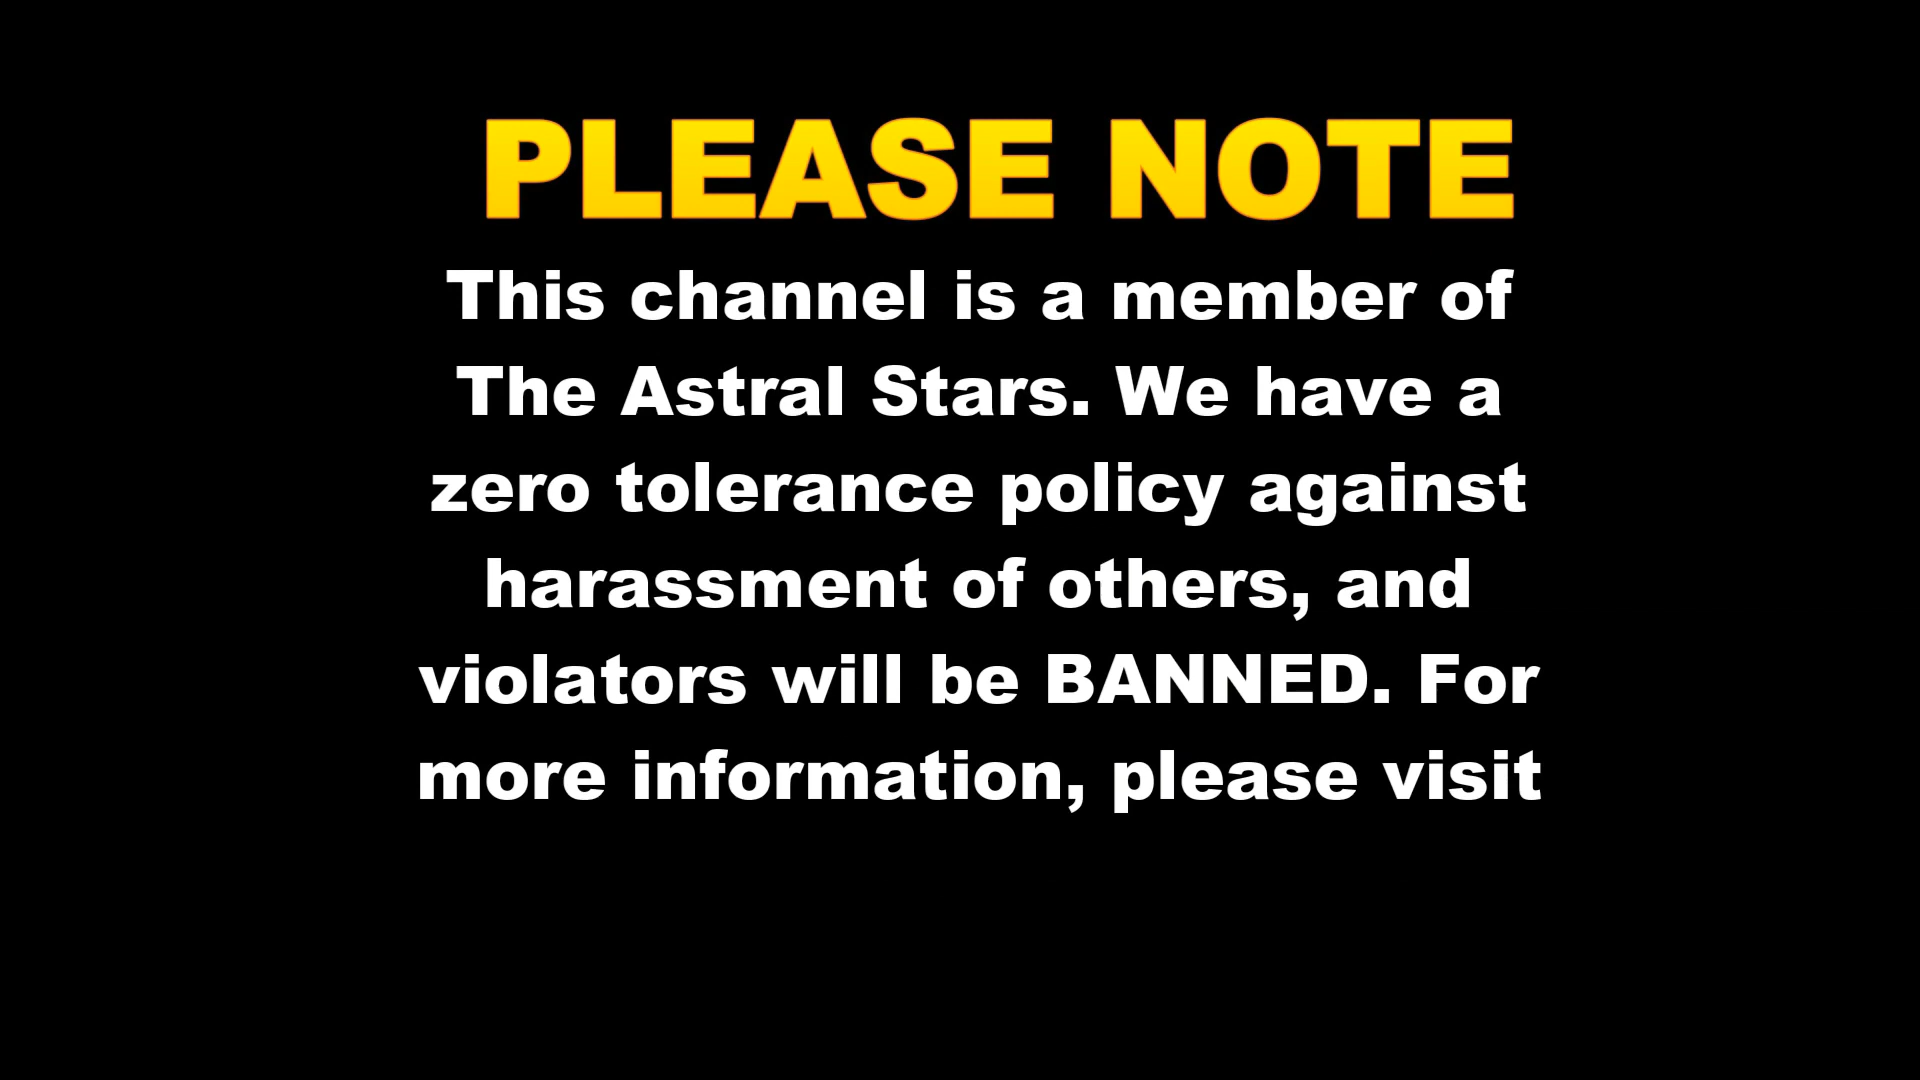 PLEASE NOTE
This channel is a member of
The Astral Stars. We have a
zero tolerance policy against
harassment of others, and
violators will be BANNED. For
more information, please visit